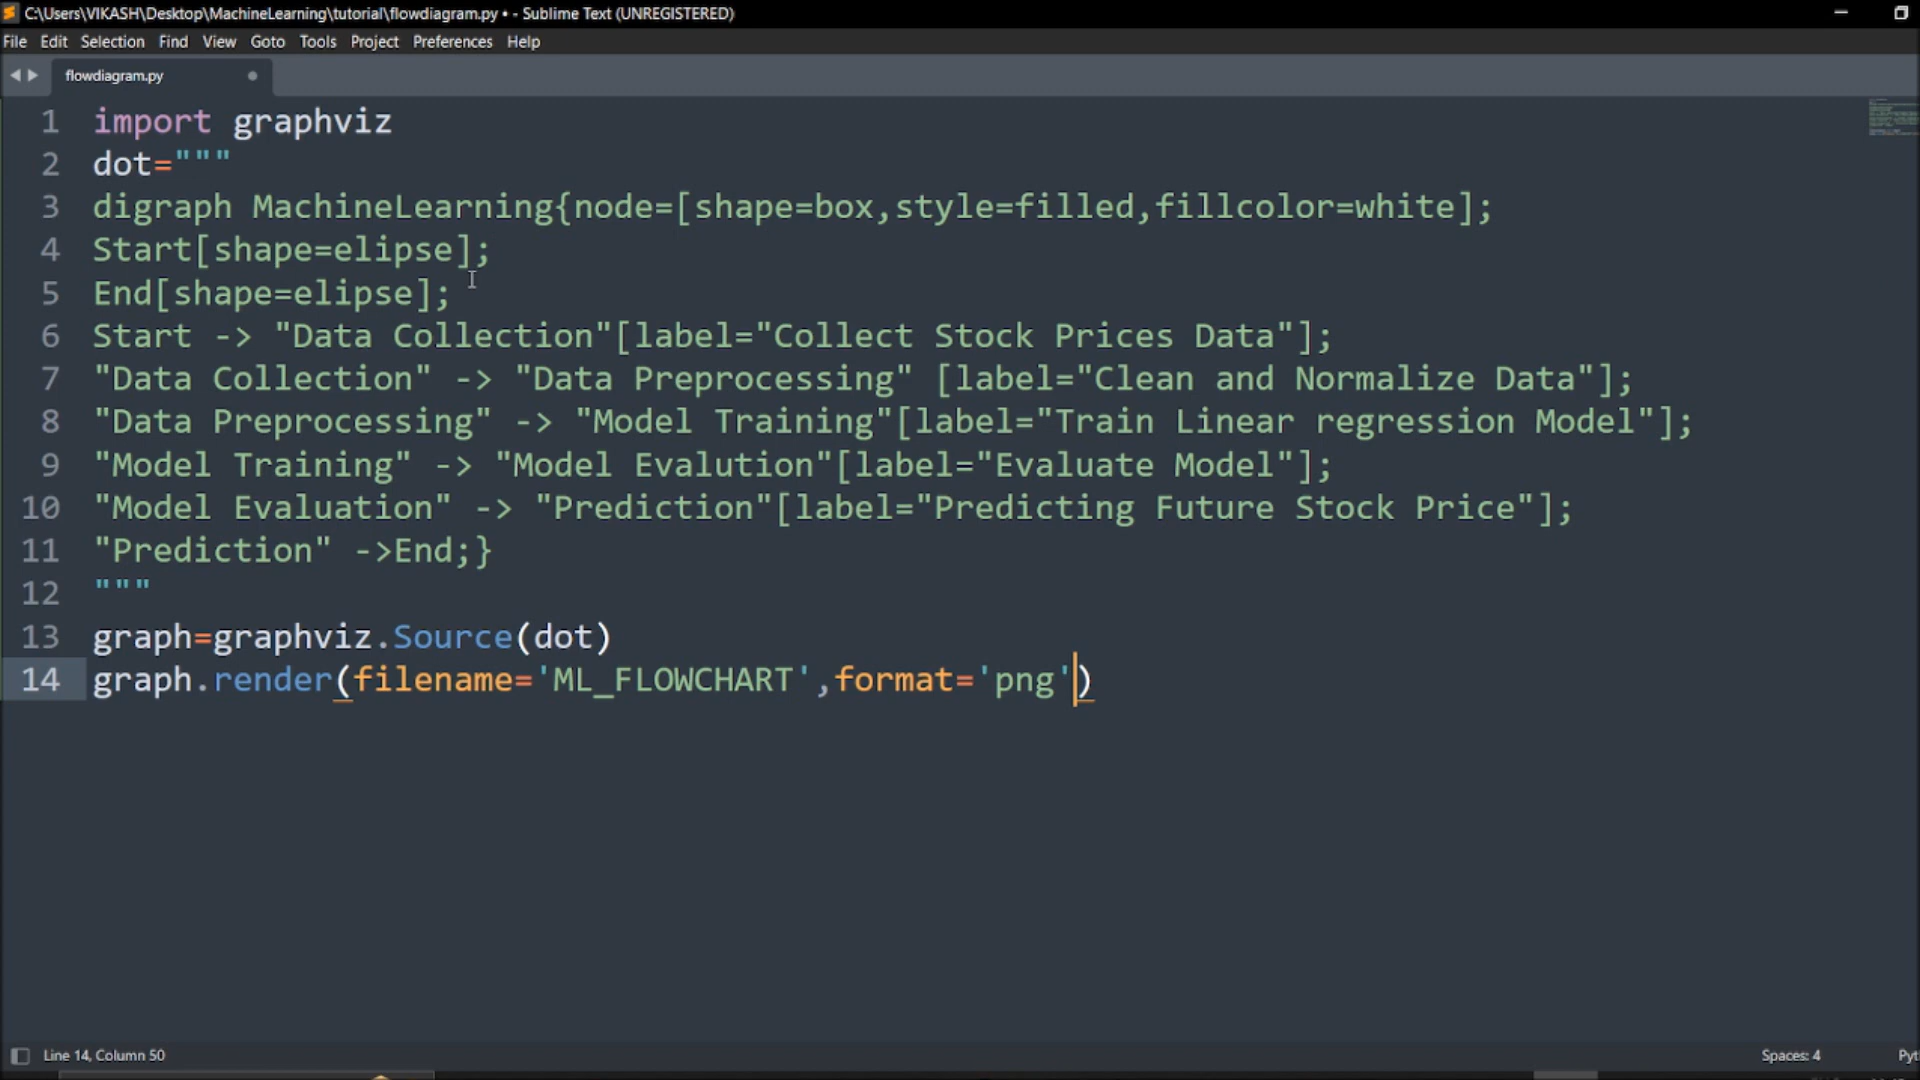 C:\Users\VIKASH\Desktop\MachineLearning\tutorial\flowdiagram.py • - Sublime Text (UNREGISTERED)
File Edit Selection Find View Goto Tools Project Preferences Help
flowdiagram.py
1 import graphviz
2 dot="""
3 digraph MachineLearning{node=[shape=box,style=filled,fillcolor=white];
4 Start[shape=elipse];
5 End[shape=elipse];
6 Start -> "Data Collection"[label="Collect Stock Prices Data"];
7 "Data Collection" -> "Data Preprocessing" [label="Clean and Normalize Data"];
8 "Data Preprocessing" -> "Model Training"[label="Train Linear regression Model"];
9 "Model Training" -> "Model Evalution"[label="Evaluate Model"];
10 "Model Evaluation" -> "Prediction"[label="Predicting Future Stock Price"];
11 "Prediction" ->End;}
12 """
13 graph=graphviz.Source(dot)
14 graph.render(filename='ML_FLOWCHART',format='png')
Line 14, Column 50
Spaces: 4